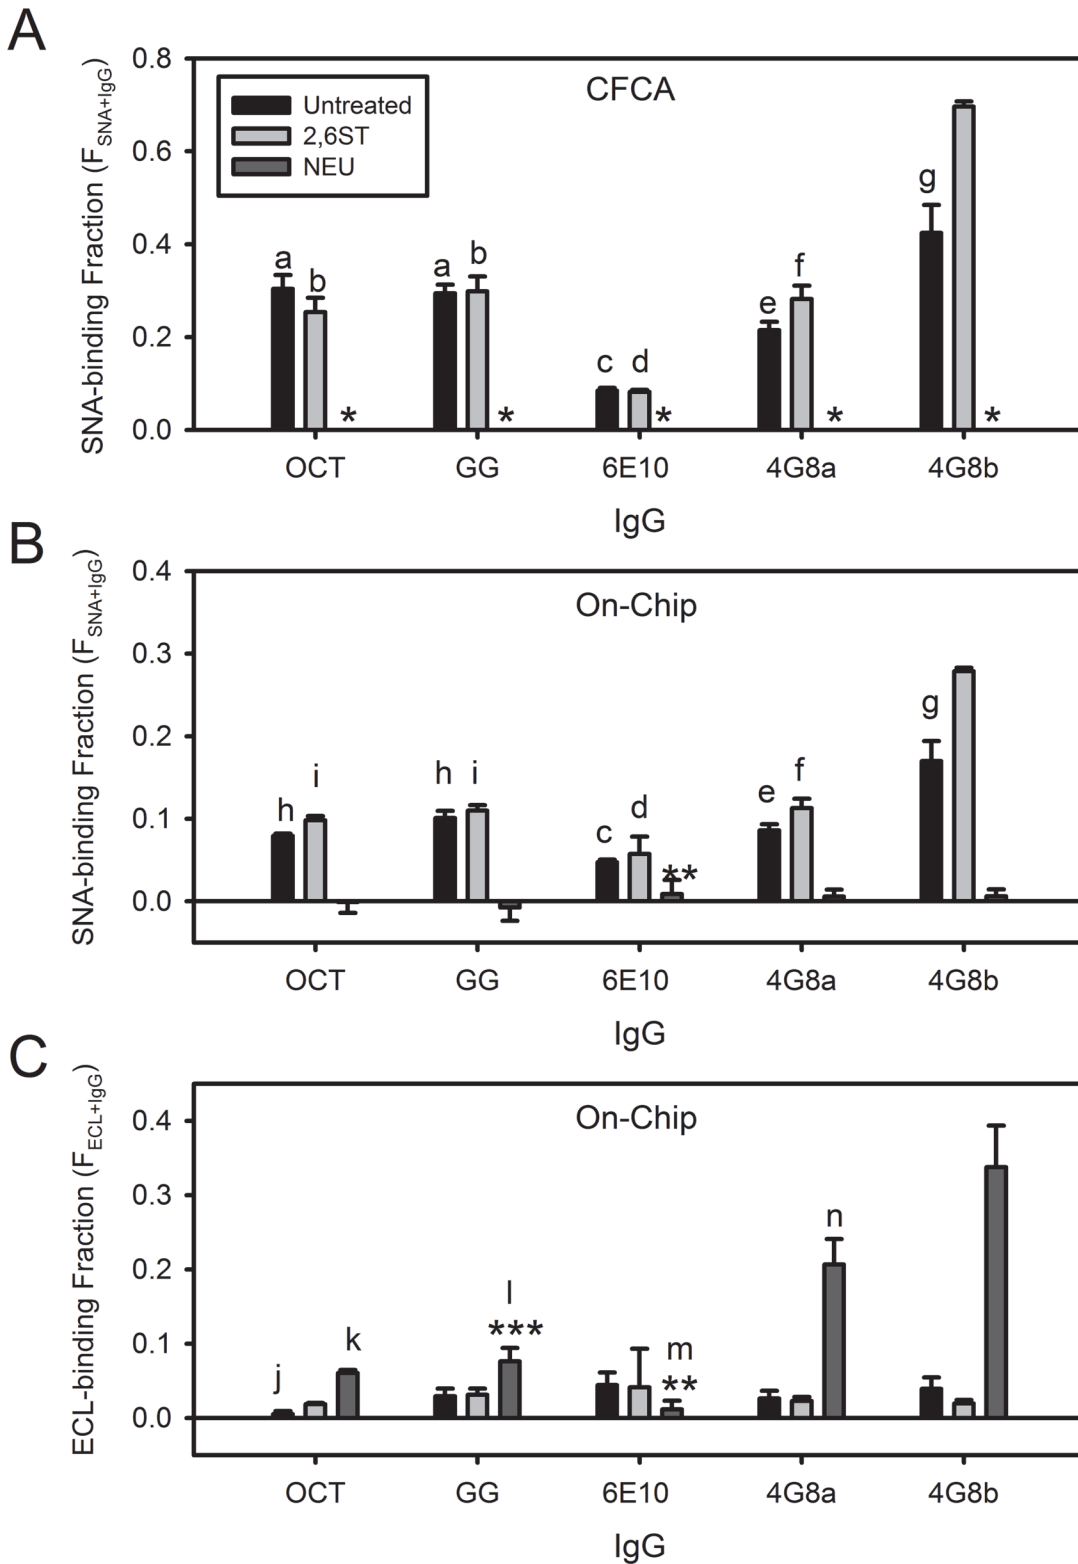 A
SNA-binding Fraction (F_SNA+IgG)
0.8
0.6
0.4
0.2
0.0
CFCA
Untreated
2,6ST
NEU
a b * a b * c d * e f * g *
OCT GG 6E10 4G8a 4G8b
IgG
B
SNA-binding Fraction (F_SNA+IgG)
0.4
0.3
0.2
0.1
0.0
On-Chip
h i h i c d ** e f g
OCT GG 6E10 4G8a 4G8b
IgG
C
ECL-binding Fraction (F_ECL+IgG)
0.4
0.3
0.2
0.1
0.0
On-Chip
j k l *** m ** n
OCT GG 6E10 4G8a 4G8b
IgG